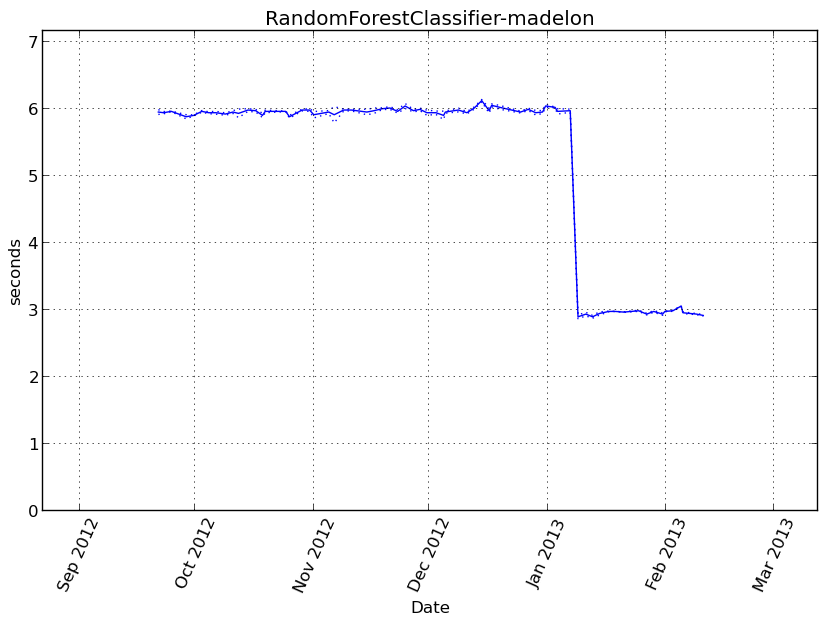 RandomForestClassifier-madelon
7
6
5
4
3
2
1
0
seconds
Sep 2012
Oct 2012
Nov 2012
Dec 2012
Jan 2013
Feb 2013
Mar 2013
Date